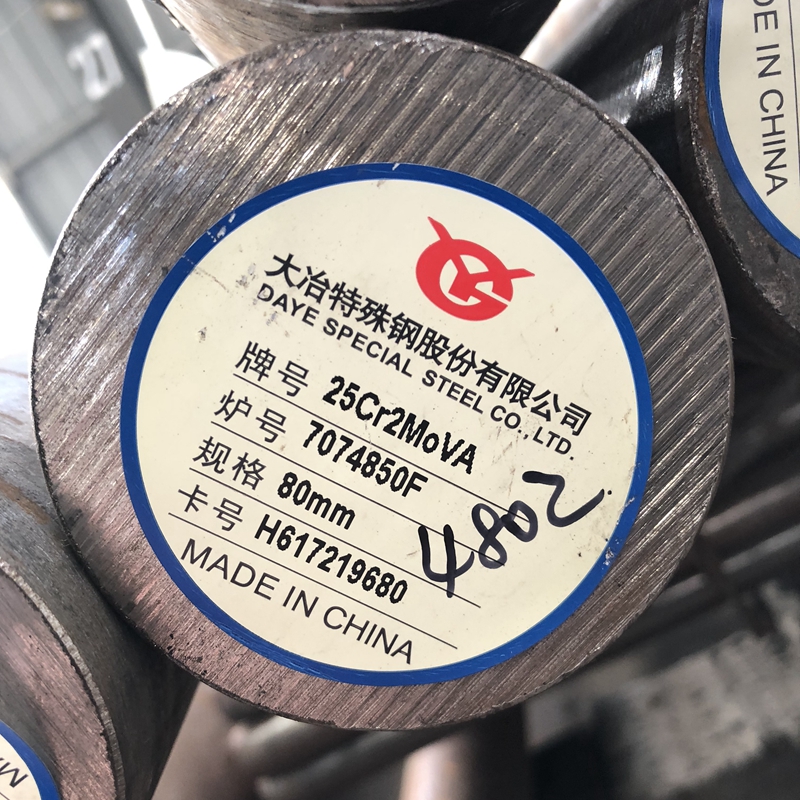 大冶特殊钢股份有限公司
DAYE SPECIAL STEEL CO.,LTD.
牌号 25Cr2MoVA
炉号 7074850F
规格 80mm
卡号 H617219680
MADE IN CHINA
4802
DE IN CHINA
MA